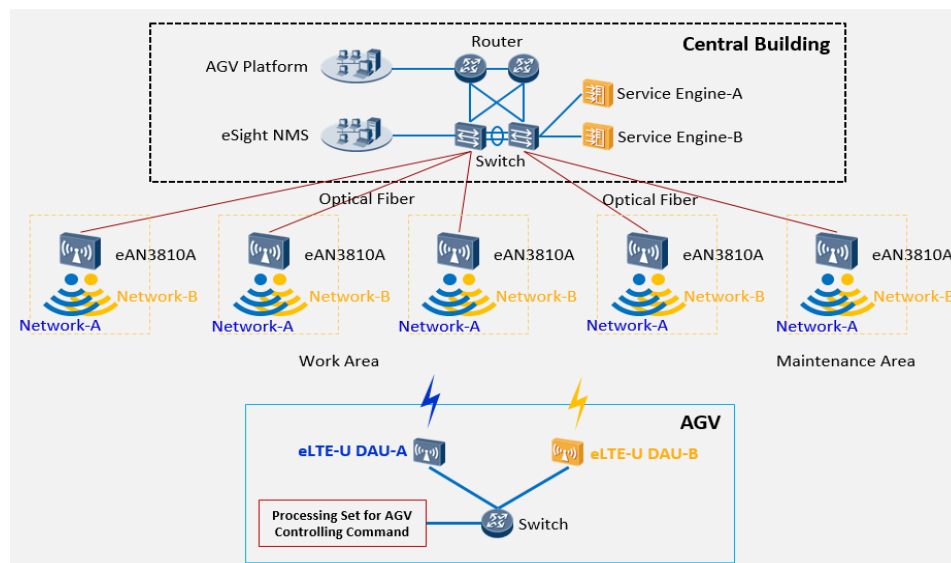 Router
Central Building
AGV Platform
Service Engine-A
eSight NMS
Service Engine-B
Switch
Optical Fiber
Optical Fiber
eAN3810A
eAN3810A
eAN3810A
eAN3810A
eAN3810A
Network-B
Network-B
Network-B
Network-B
Network-B
Network-A
Network-A
Network-A
Network-A
Network-A
Work Area
Maintenance Area
AGV
eLTE-U DAU-A
eLTE-U DAU-B
Processing Set for AGV
Controlling Command
Switch